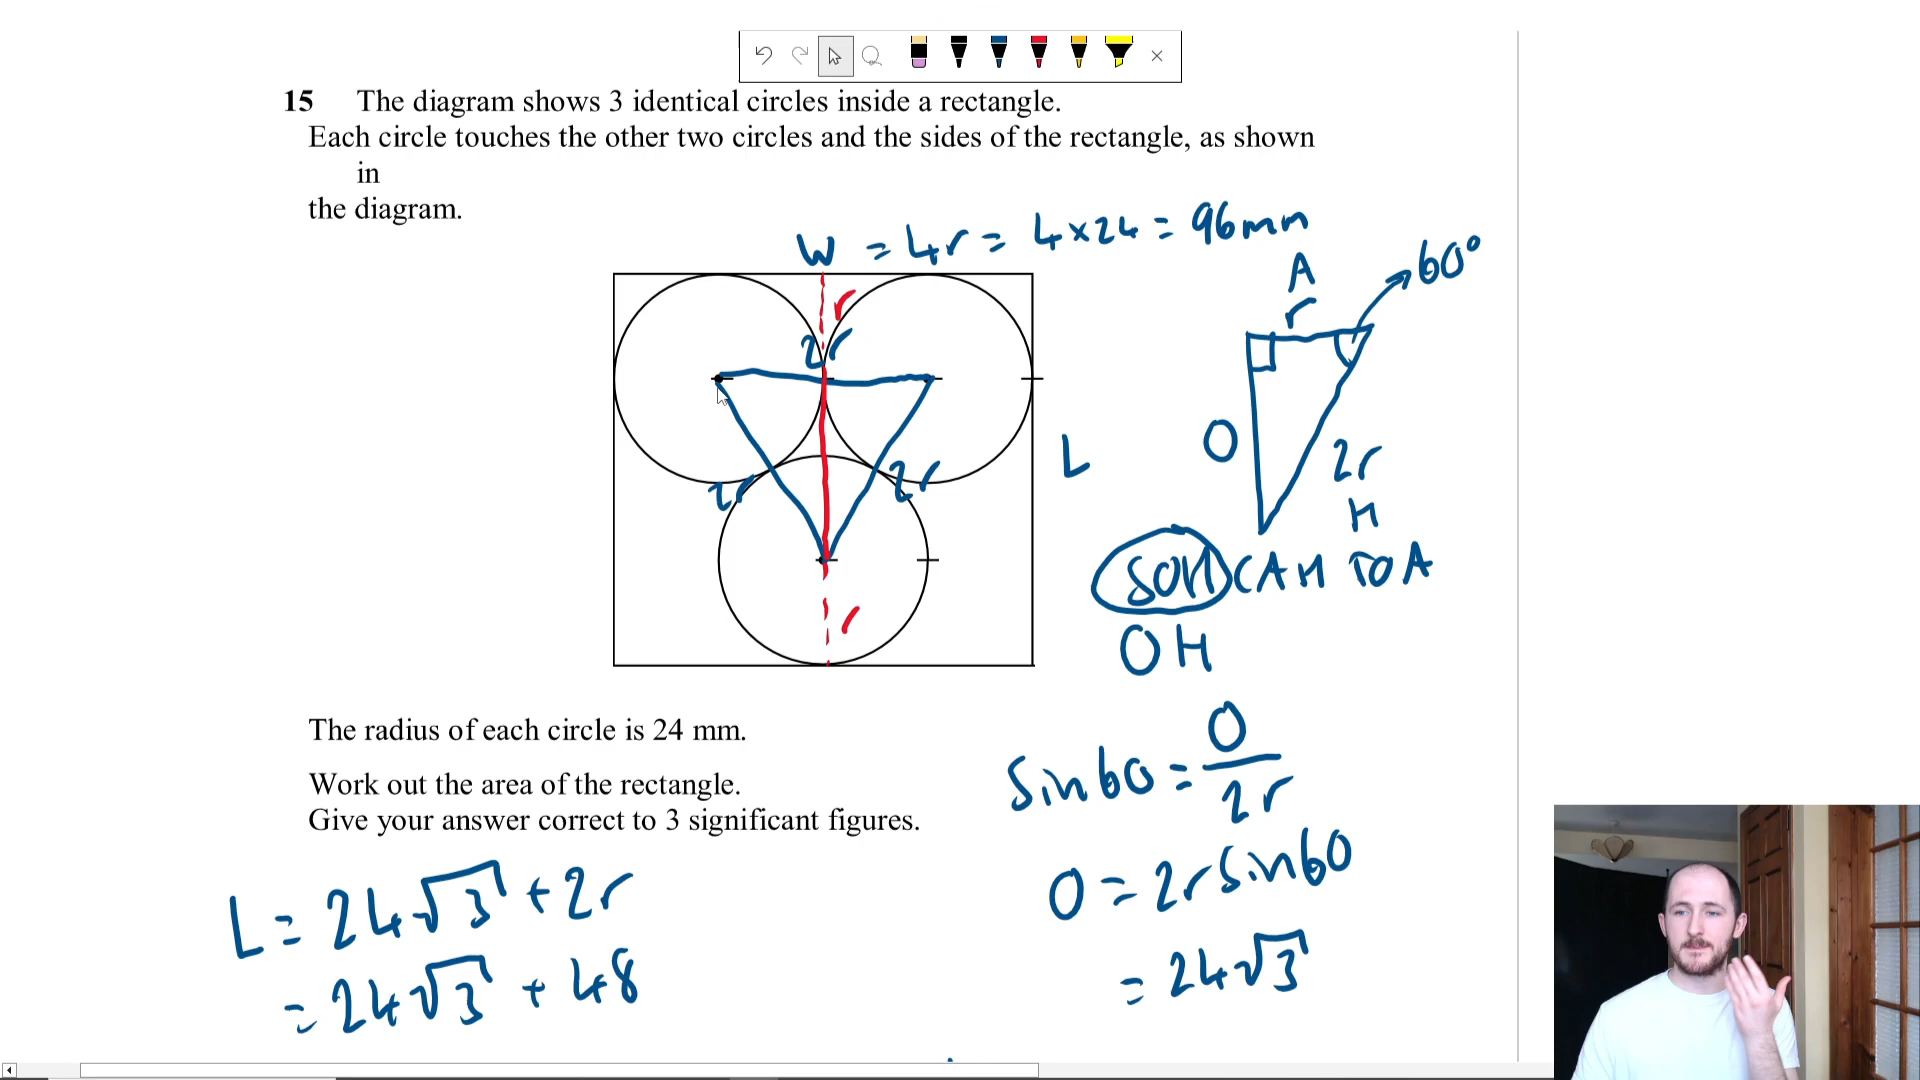 15 The diagram shows 3 identical circles inside a rectangle.
Each circle touches the other two circles and the sides of the rectangle, as shown
in
the diagram.
W = 4r = 4×24 = 96mm
A
60°
r
r
2r
O
L
2r
2r
2r
H
SOH CAH TOA
r
OH
The radius of each circle is 24 mm.
Work out the area of the rectangle.
Give your answer correct to 3 significant figures.
sin60 = O/2r
O = 2rsin60
= 24√3
L = 24√3 + 2r
= 24√3 + 48